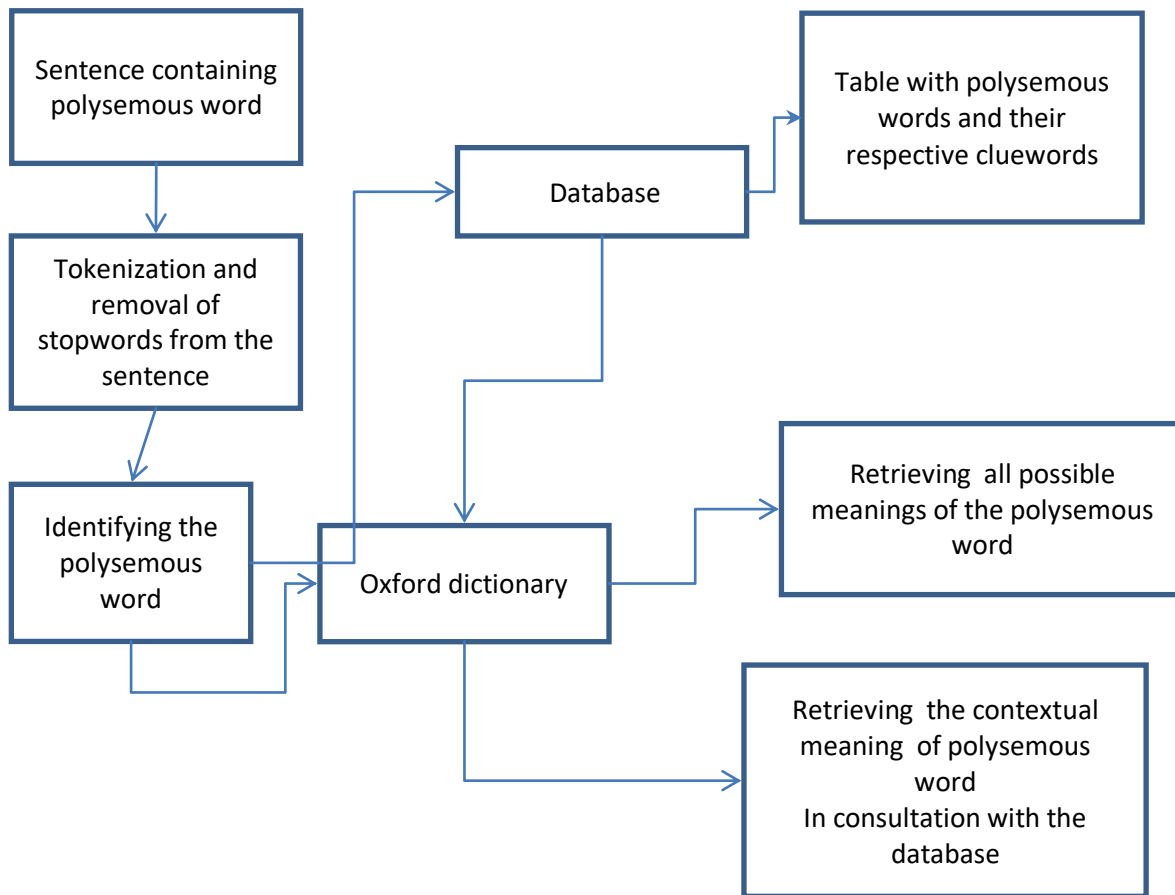 Sentence containing
polysemous word
Tokenization and
removal of
stopwords from the
sentence
Identifying the
polysemous
word
Database
Table with polysemous
words and their
respective cluewords
Oxford dictionary
Retrieving all possible
meanings of the polysemous
word
Retrieving the contextual
meaning of polysemous
word
In consultation with the
database